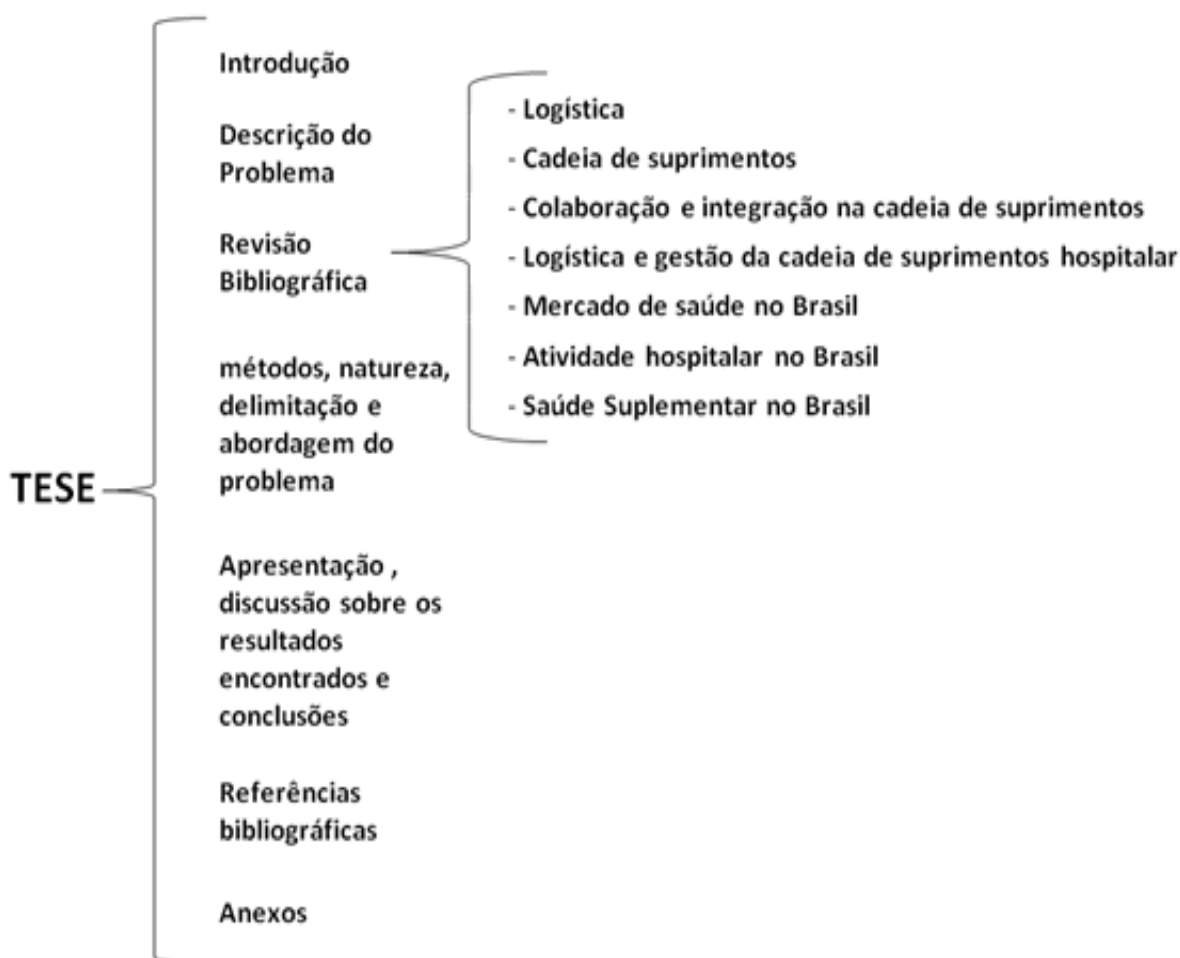 TESE
Introdução
Descrição do
Problema
Revisão
Bibliográfica
- Logística
- Cadeia de suprimentos
- Colaboração e integração na cadeia de suprimentos
- Logística e gestão da cadeia de suprimentos hospitalar
- Mercado de saúde no Brasil
- Atividade hospitalar no Brasil
- Saúde Suplementar no Brasil
métodos, natureza,
delimitação e
abordagem do
problema
Apresentação ,
discussão sobre os
resultados
encontrados e
conclusões
Referências
bibliográficas
Anexos